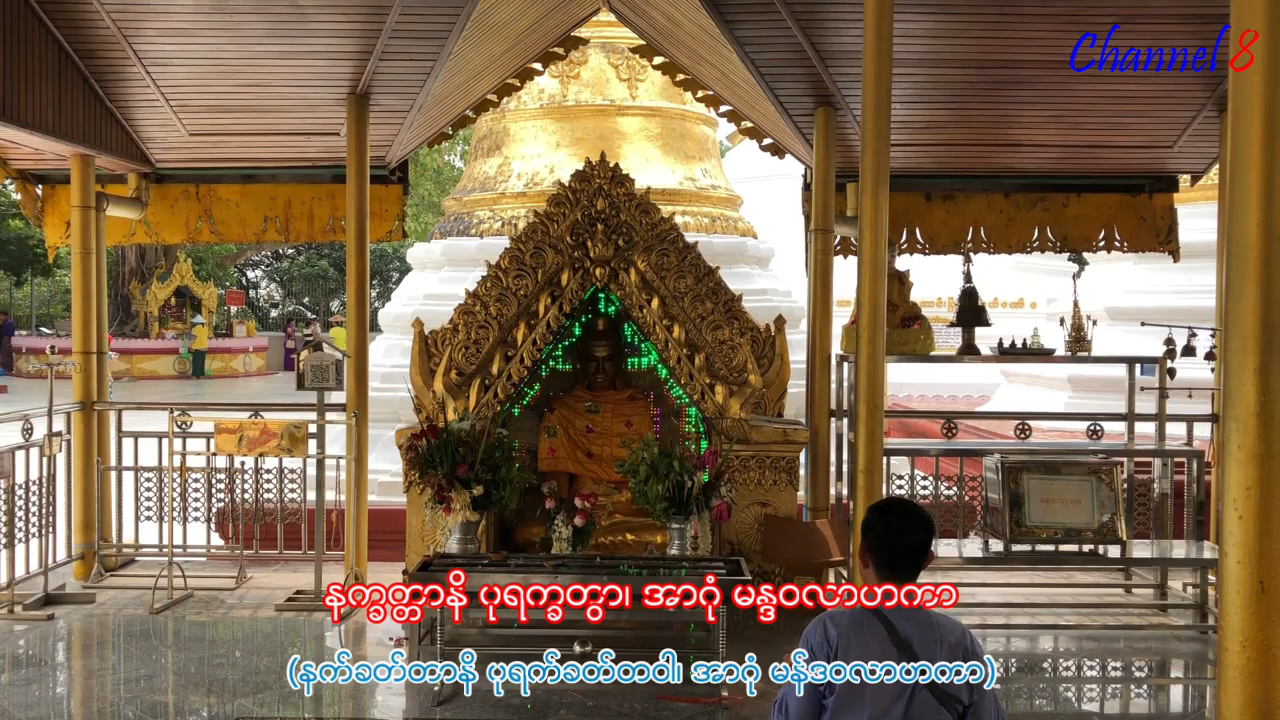 Channel 8
နက္ခတ္တာနိ ပုရက္ခတွာ၊ အာဂုံ မန္ဒဝလာဟကာ
(နက်ခတ်တာနိ ပုရက်ခတ်တဝါ၊ အာဂုံ မန်ဒဝလာဟကာ)